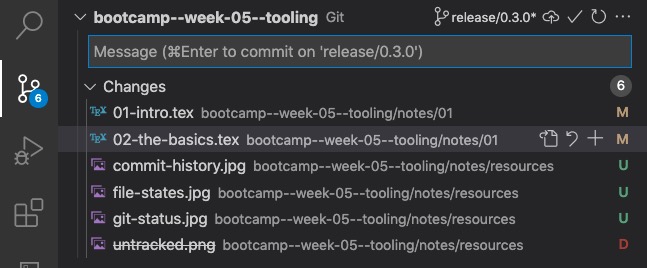 bootcamp--week-05--tooling Git release/0.3.0*
Message (⌘Enter to commit on 'release/0.3.0')
Changes 6
6
TEX 01-intro.tex bootcamp--week-05--tooling/notes/01 M
TEX 02-the-basics.tex bootcamp--week-05--tooling/notes/01 M
commit-history.jpg bootcamp--week-05--tooling/notes/resources U
file-states.jpg bootcamp--week-05--tooling/notes/resources U
git-status.jpg bootcamp--week-05--tooling/notes/resources U
untracked.png bootcamp--week-05--tooling/notes/resources D